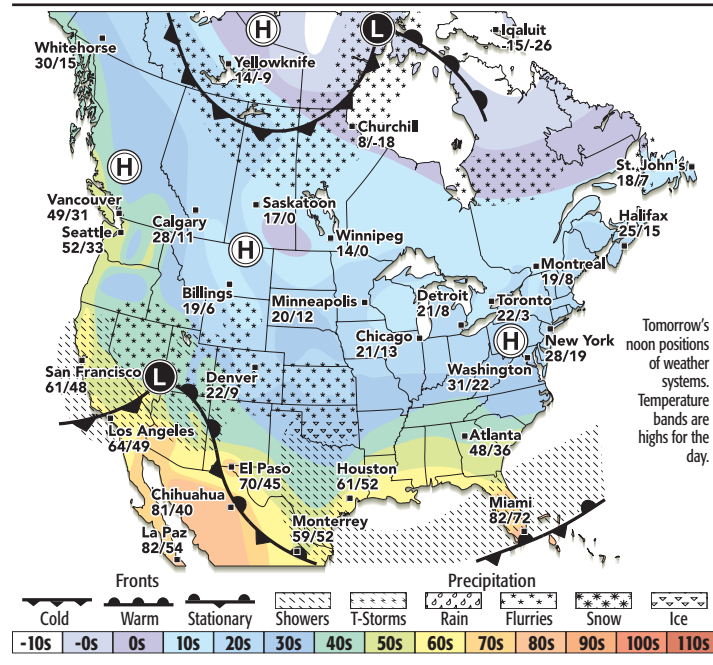 H
L
Iqaluit
-15/-26
Whitehorse
30/15
Yellowknife
14/-9
Churchill
8/-18
St. John's
18/7
H
Vancouver
49/31
Seattle
52/33
Calgary
28/11
Saskatoon
17/0
Winnipeg
14/0
Halifax
25/15
H
Montreal
19/8
Billings
19/6
Minneapolis
20/12
Detroit
21/8
Toronto
22/3
Chicago
21/13
H
New York
28/19
Washington
31/22
Tomorrow's
noon positions
of weather
systems.
Temperature
bands are
highs for the
day.
San Francisco
61/48
L
Denver
22/9
Los Angeles
64/49
Atlanta
48/36
El Paso
70/45
Houston
61/52
Chihuahua
81/40
Miami
82/72
La Paz
82/54
Monterrey
59/52
Fronts
Precipitation
Cold Warm Stationary Showers T-Storms Rain Flurries Snow Ice
-10s -0s 0s 10s 20s 30s 40s 50s 60s 70s 80s 90s 100s 110s